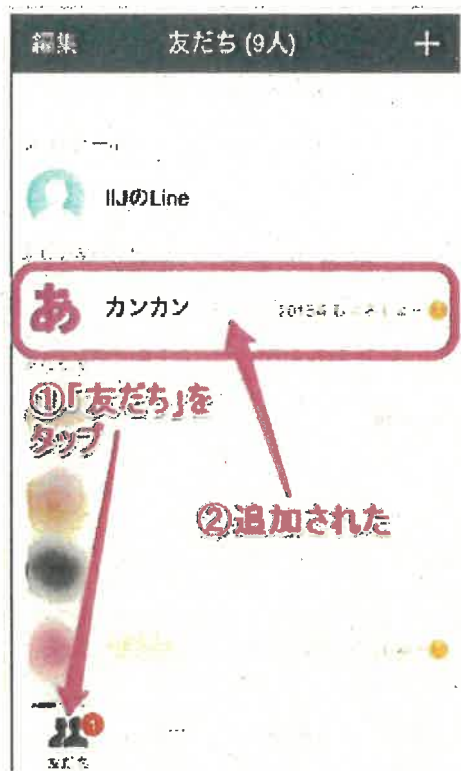 編集 友だち (9人) +
IIJのLine
あ カンカン
①「友だち」を
タップ
②追加された
1
友だち